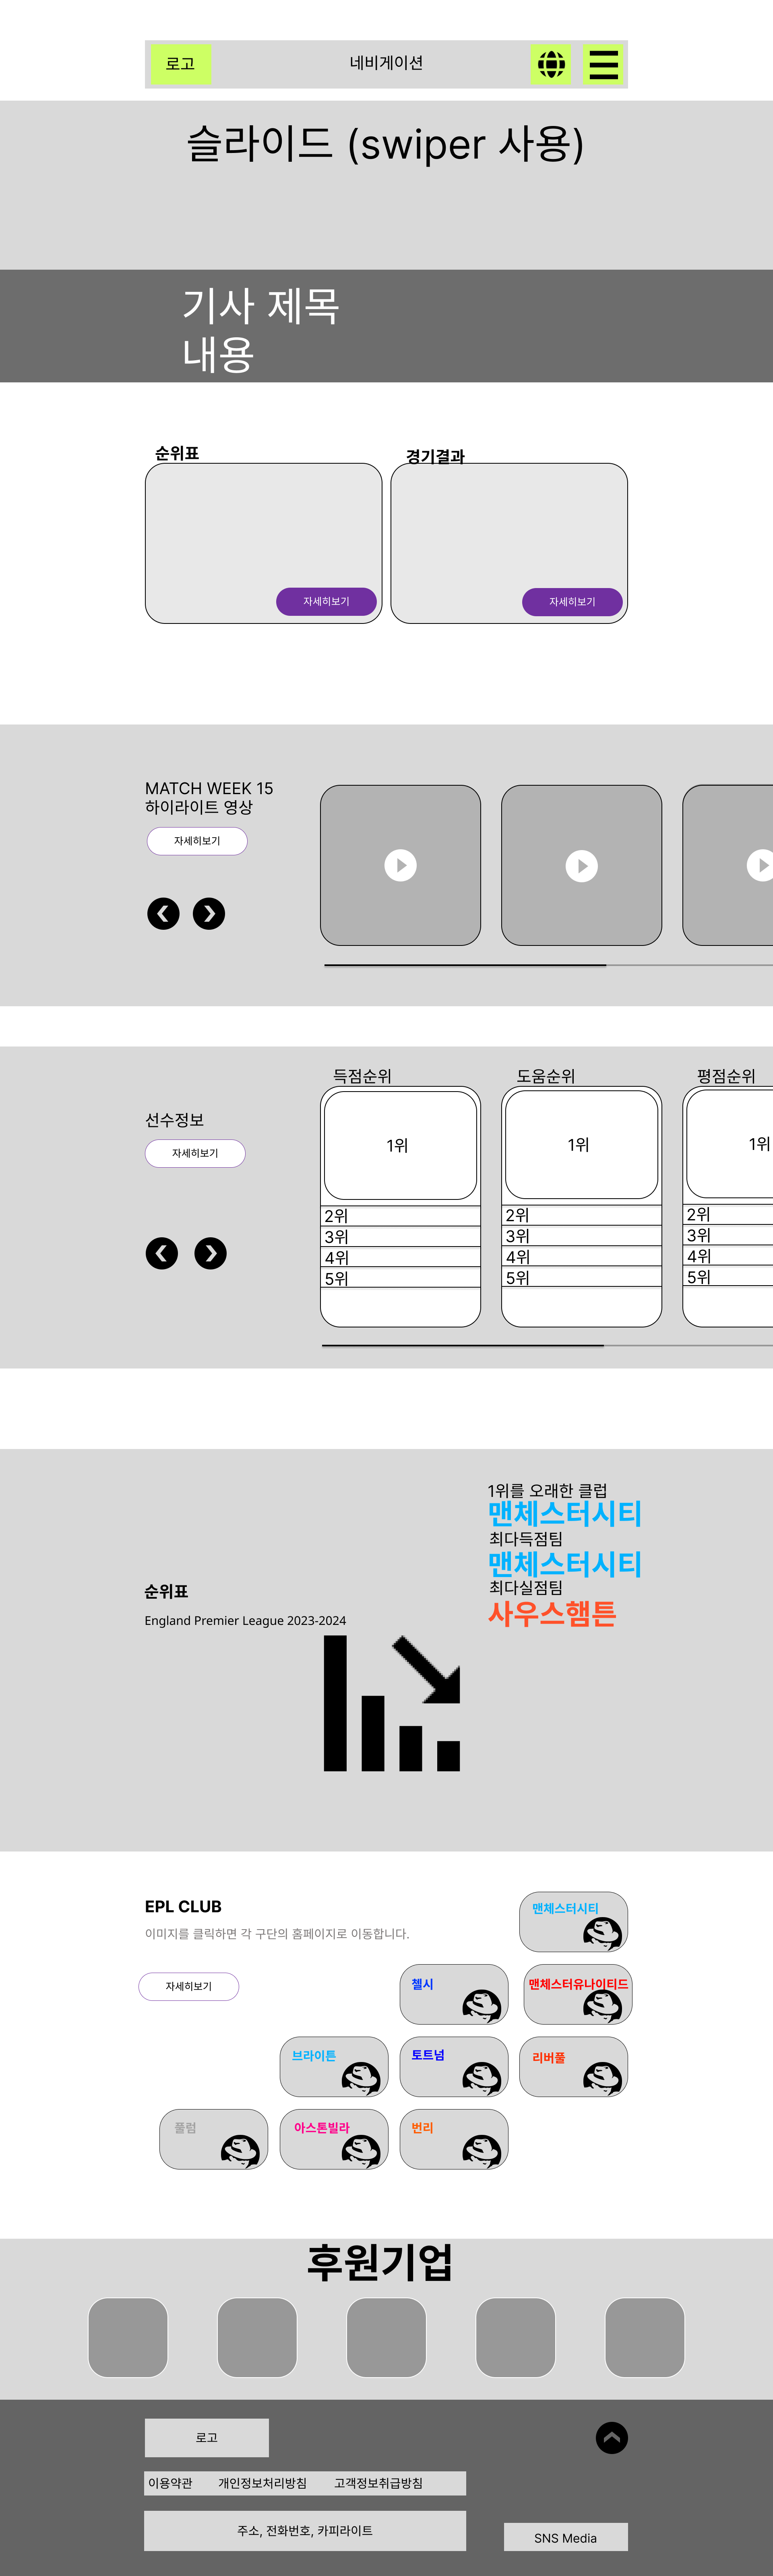 로고
네비게이션
슬라이드 (swiper 사용)
기사 제목
내용
순위표
경기결과
자세히보기
자세히보기
MATCH WEEK 15
하이라이트 영상
자세히보기
선수정보
자세히보기
득점순위
1위
2위
3위
4위
5위
도움순위
1위
2위
3위
4위
5위
평점순위
1위
2위
3위
4위
5위
1위를 오래한 클럽
맨체스터시티
최다득점팀
맨체스터시티
최다실점팀
사우스햄튼
순위표
England Premier League 2023-2024
EPL CLUB
이미지를 클릭하면 각 구단의 홈페이지로 이동합니다.
자세히보기
맨체스터시티
첼시
맨체스터유나이티드
브라이튼
토트넘
리버풀
풀럼
아스톤빌라
번리
후원기업
로고
이용약관 개인정보처리방침 고객정보취급방침
주소, 전화번호, 카피라이트
SNS Media